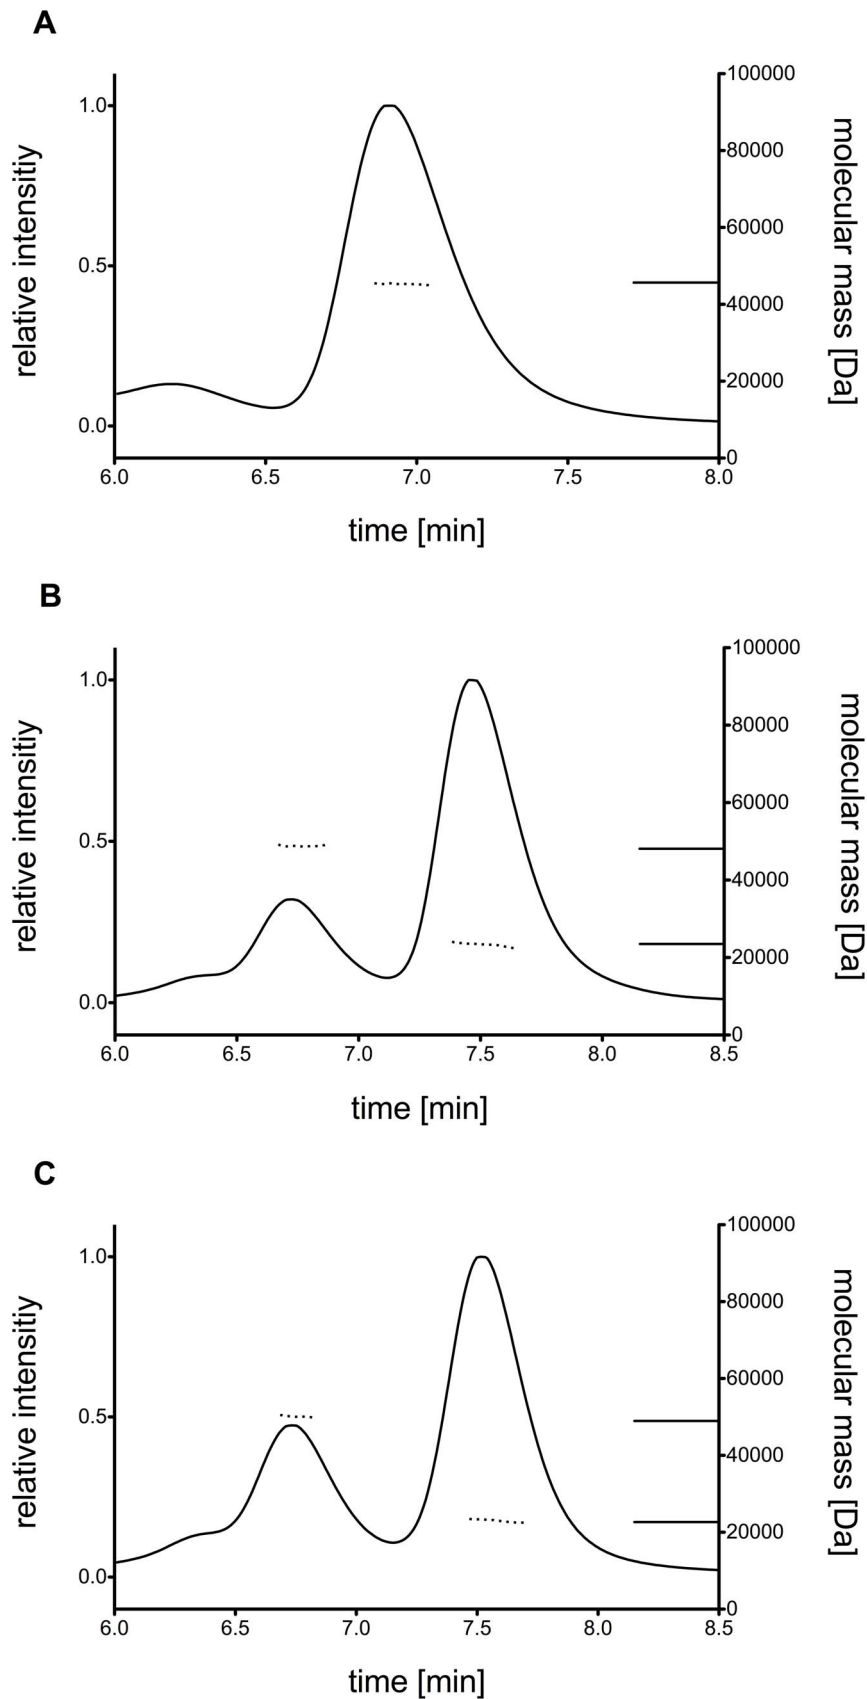 A
relative intensitiy
1.0
0.5
0.0
100000
80000
60000
40000
20000
0
molecular mass [Da]
6.0 6.5 7.0 7.5 8.0
time [min]
B
relative intensitiy
1.0
0.5
0.0
100000
80000
60000
40000
20000
0
molecular mass [Da]
6.0 6.5 7.0 7.5 8.0 8.5
time [min]
C
relative intensitiy
1.0
0.5
0.0
100000
80000
60000
40000
20000
0
molecular mass [Da]
6.0 6.5 7.0 7.5 8.0 8.5
time [min]